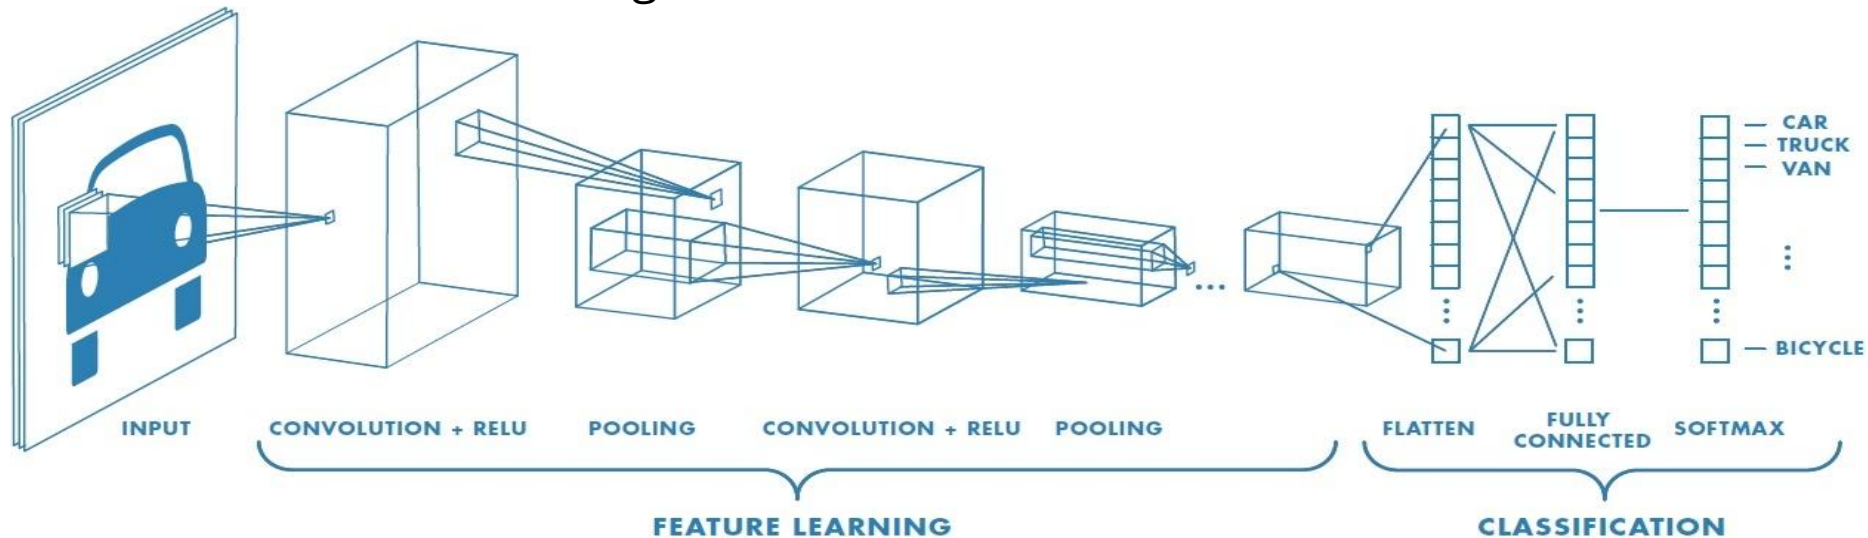 CAR
TRUCK
VAN
BICYCLE
INPUT
CONVOLUTION + RELU
POOLING
CONVOLUTION + RELU
POOLING
FLATTEN
FULLY
CONNECTED
SOFTMAX
FEATURE LEARNING
CLASSIFICATION